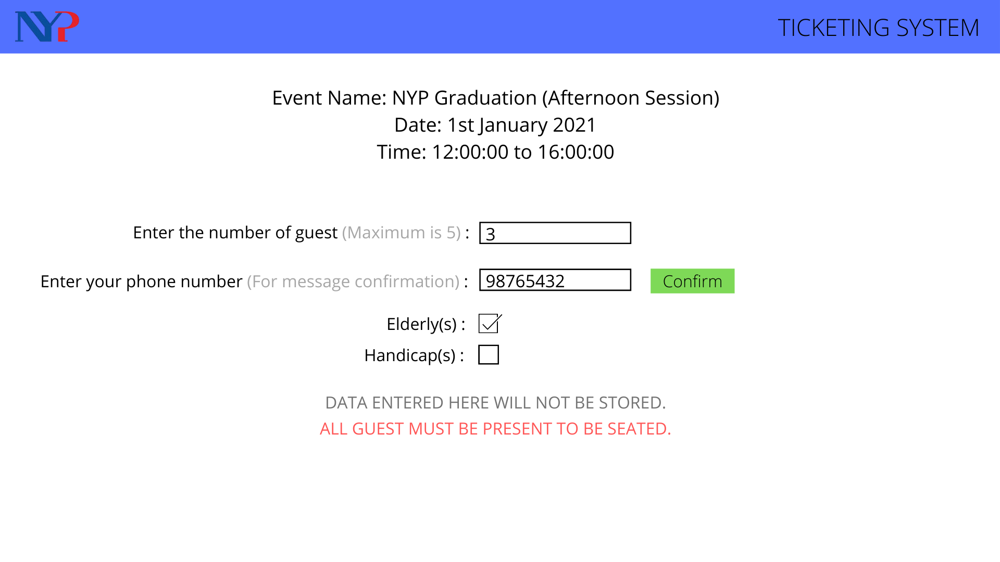 NYP
TICKETING SYSTEM
Event Name: NYP Graduation (Afternoon Session)
Date: 1st January 2021
Time: 12:00:00 to 16:00:00
Enter the number of guest (Maximum is 5) : 3
Enter your phone number (For message confirmation) : 98765432 Confirm
Elderly(s) :
Handicap(s) :
DATA ENTERED HERE WILL NOT BE STORED.
ALL GUEST MUST BE PRESENT TO BE SEATED.